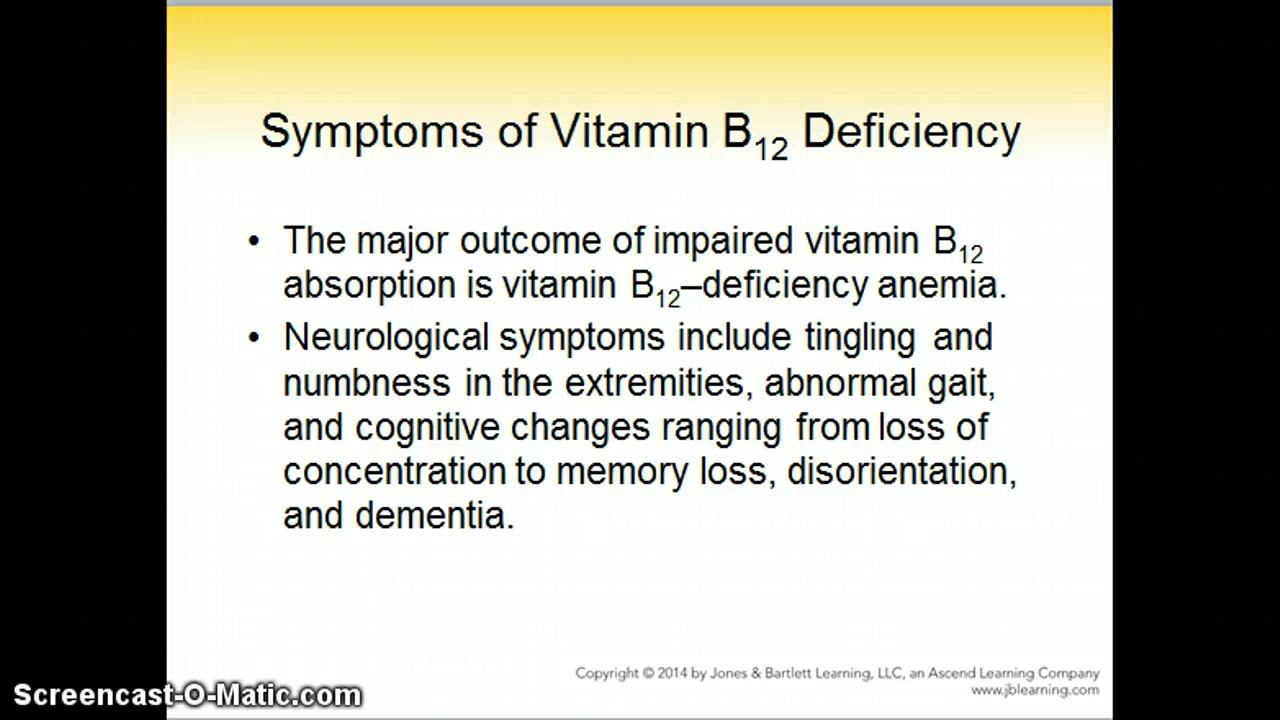 Symptoms of Vitamin B12 Deficiency
• The major outcome of impaired vitamin B12
absorption is vitamin B12–deficiency anemia.
• Neurological symptoms include tingling and
numbness in the extremities, abnormal gait,
and cognitive changes ranging from loss of
concentration to memory loss, disorientation,
and dementia.
Copyright © 2014 by Jones & Bartlett Learning, LLC, an Ascend Learning Company
www.jblearning.com
Screencast-O-Matic.com